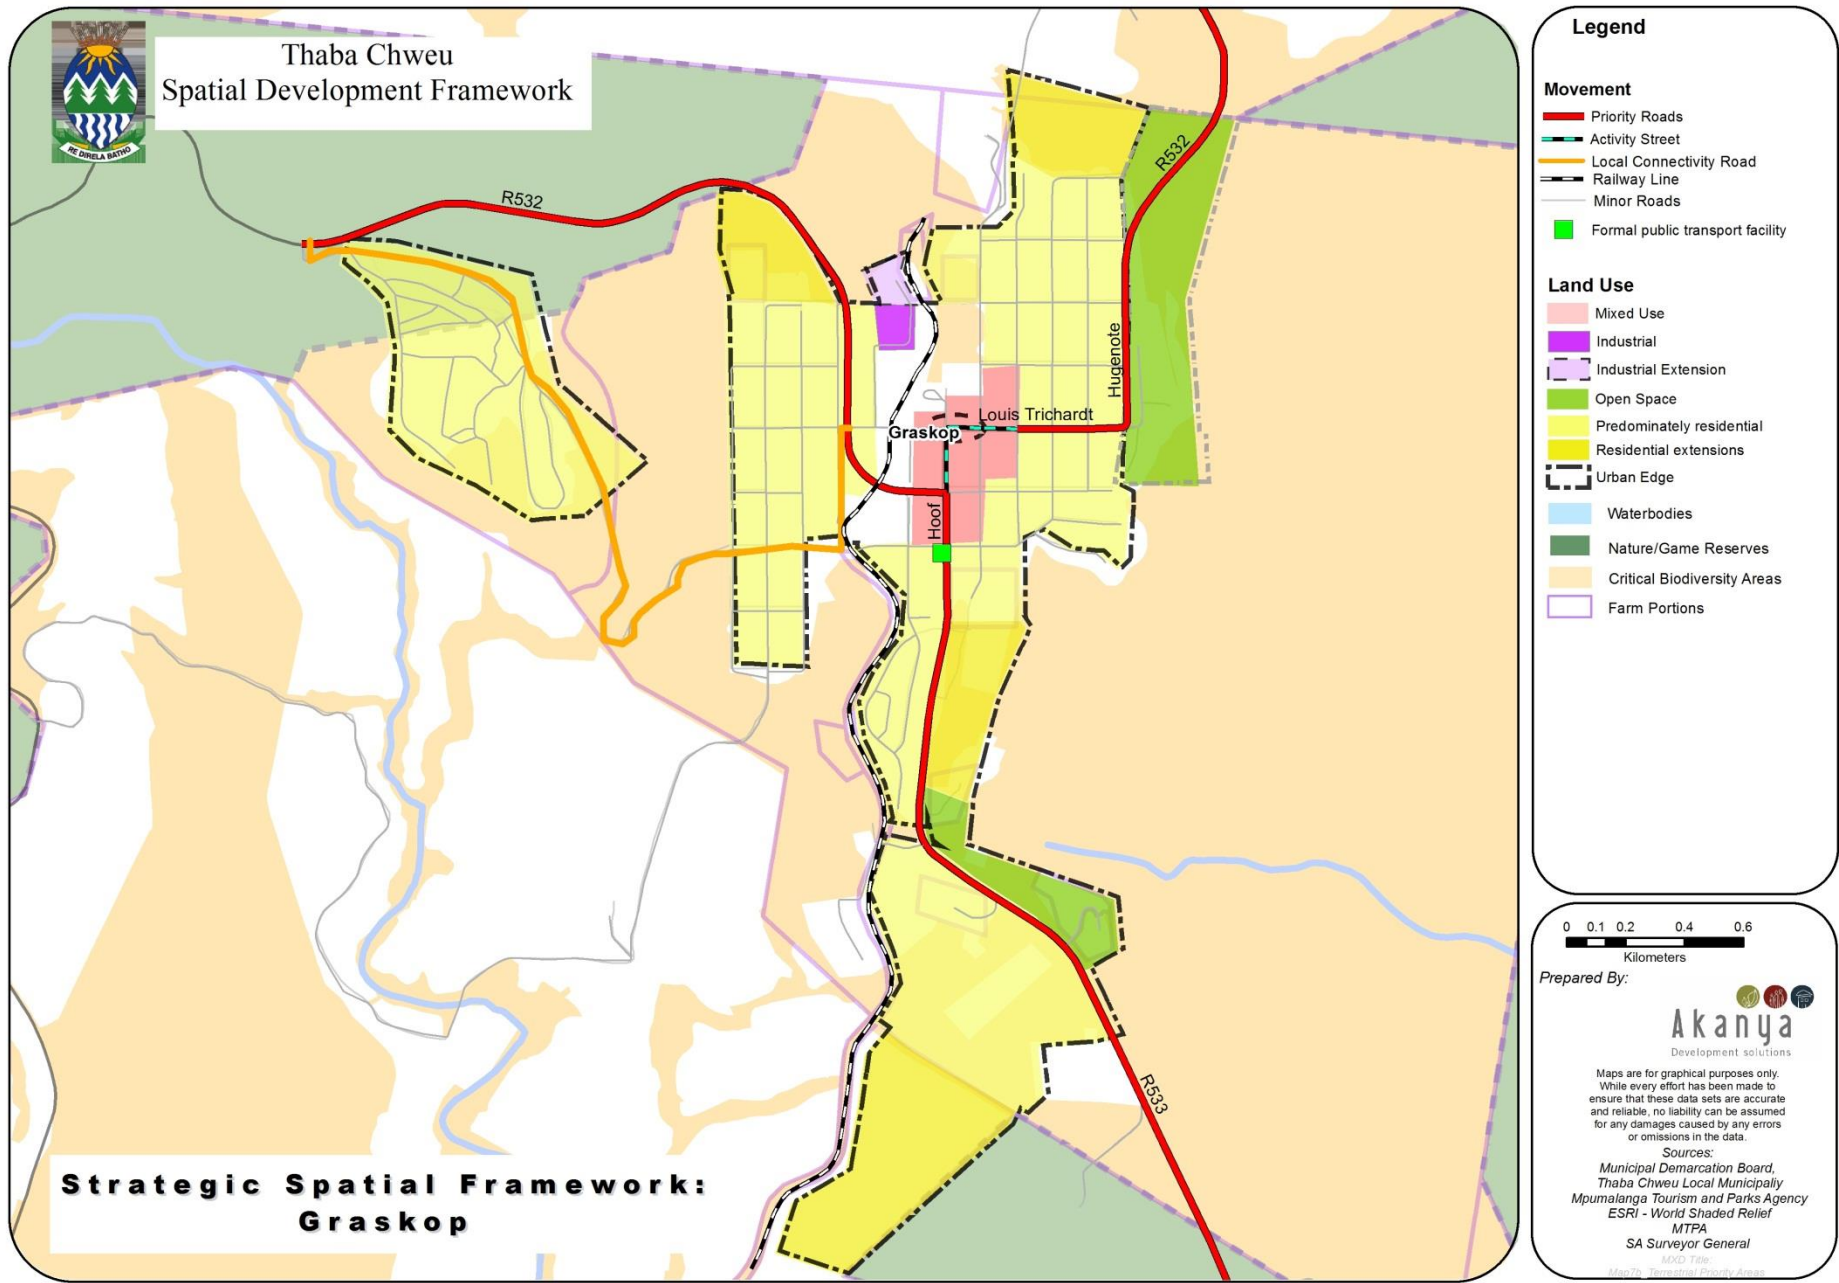 Thaba Chweu
Spatial Development Framework
RE DIRELA BATHO
R532
R532
Hugenote
Louis Trichardt
Graskop
Hoof
R533
Strategic Spatial Framework:
Graskop
Legend
Movement
Priority Roads
Activity Street
Local Connectivity Road
Railway Line
Minor Roads
Formal public transport facility
Land Use
Mixed Use
Industrial
Industrial Extension
Open Space
Predominately residential
Residential extensions
Urban Edge
Waterbodies
Nature/Game Reserves
Critical Biodiversity Areas
Farm Portions
0 0.1 0.2 0.4 0.6
Kilometers
Prepared By:
Akanya
Development solutions
Maps are for graphical purposes only.
While every effort has been made to
ensure that these data sets are accurate
and reliable, no liability can be assumed
for any damages caused by any errors
or omissions in the data.
Sources:
Municipal Demarcation Board,
Thaba Chweu Local Municipaliy
Mpumalanga Tourism and Parks Agency
ESRI - World Shaded Relief
MTPA
SA Surveyor General
MXD Title:
Map7b_Terrestrial Priority Areas